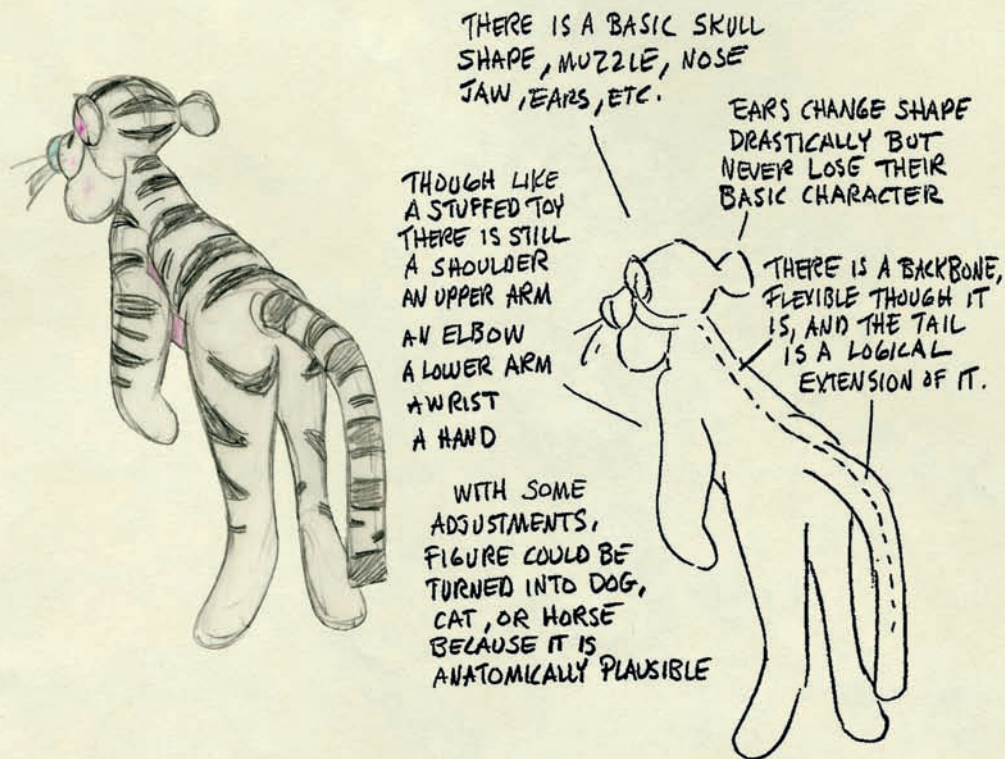 THERE IS A BASIC SKULL
SHAPE, MUZZLE, NOSE
JAW, EARS, ETC.
EARS CHANGE SHAPE
DRASTICALLY BUT
NEVER LOSE THEIR
BASIC CHARACTER
THOUGH LIKE
A STUFFED TOY
THERE IS STILL
A SHOULDER
AN UPPER ARM
AN ELBOW
A LOWER ARM
A WRIST
A HAND
THERE IS A BACKBONE,
FLEXIBLE THOUGH IT
IS, AND THE TAIL
IS A LOGICAL
EXTENSION OF IT.
WITH SOME
ADJUSTMENTS,
FIGURE COULD BE
TURNED INTO DOG,
CAT, OR HORSE
BECAUSE IT IS
ANATOMICALLY PLAUSIBLE